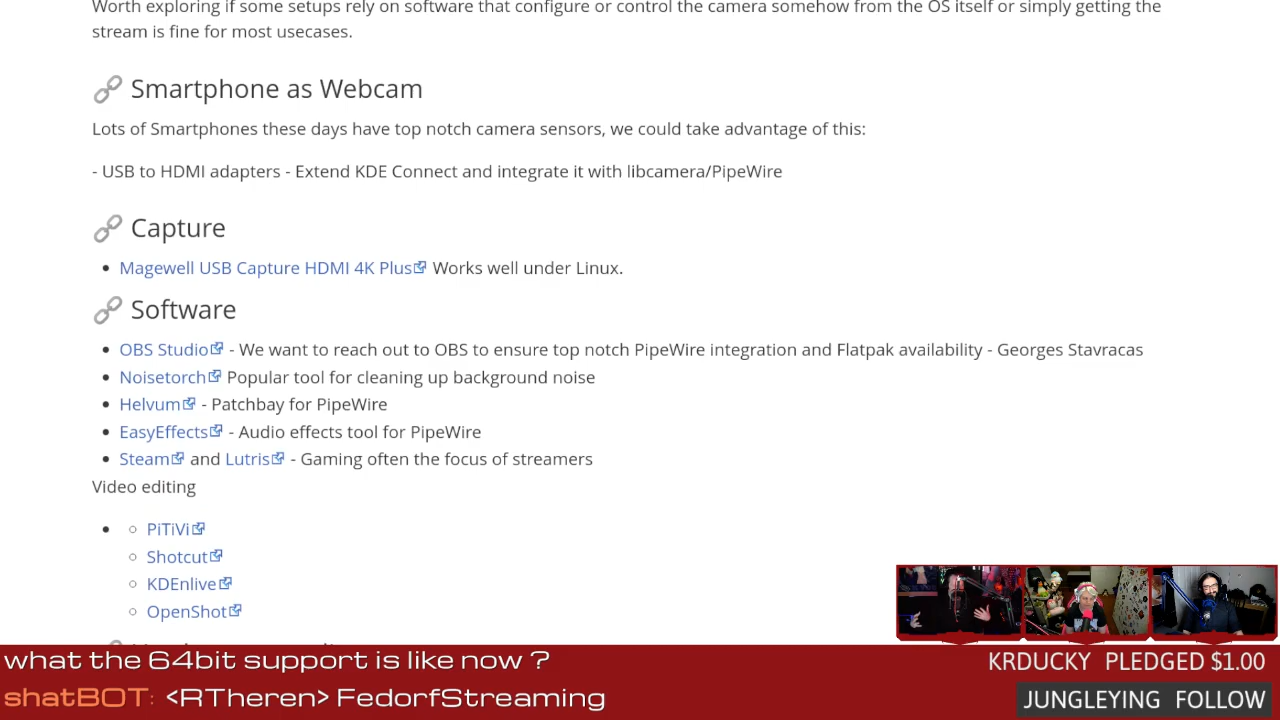 Worth exploring if some setups rely on software that configure or control the camera somehow from the OS itself or simply getting the
stream is fine for most usecases.
Smartphone as Webcam
Lots of Smartphones these days have top notch camera sensors, we could take advantage of this:
- USB to HDMI adapters - Extend KDE Connect and integrate it with libcamera/PipeWire
Capture
Magewell USB Capture HDMI 4K Plus Works well under Linux.
Software
OBS Studio - We want to reach out to OBS to ensure top notch PipeWire integration and Flatpak availability - Georges Stavracas
Noisetorch Popular tool for cleaning up background noise
Helvum - Patchbay for PipeWire
EasyEffects - Audio effects tool for PipeWire
Steam and Lutris - Gaming often the focus of streamers
Video editing
PiTiVi
Shotcut
KDEnlive
OpenShot
what the 64bit support is like now ?
KRDUCKY PLEDGED $1.00
shatBOT: <RTheren> FedorfStreaming
JUNGLEYING FOLLOW